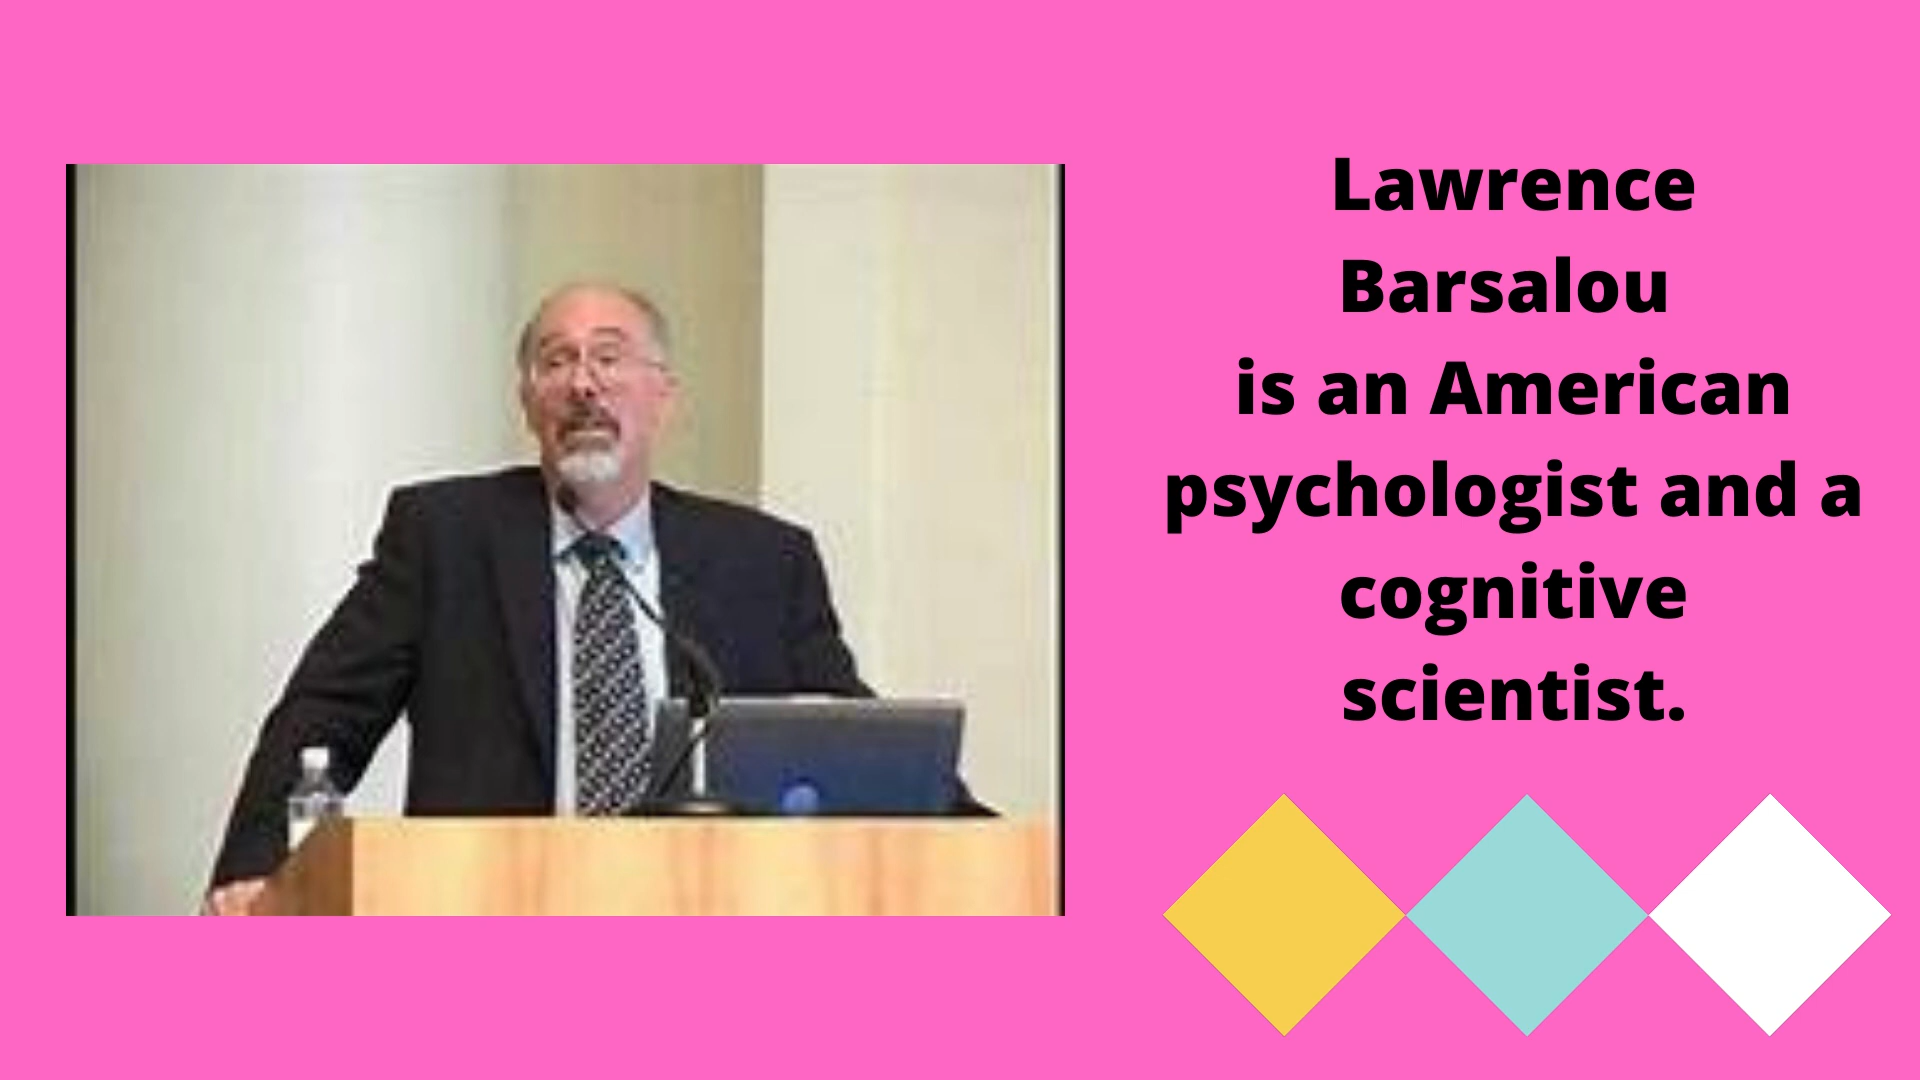 Lawrence
Barsalou
is an American
psychologist and a
cognitive
scientist.